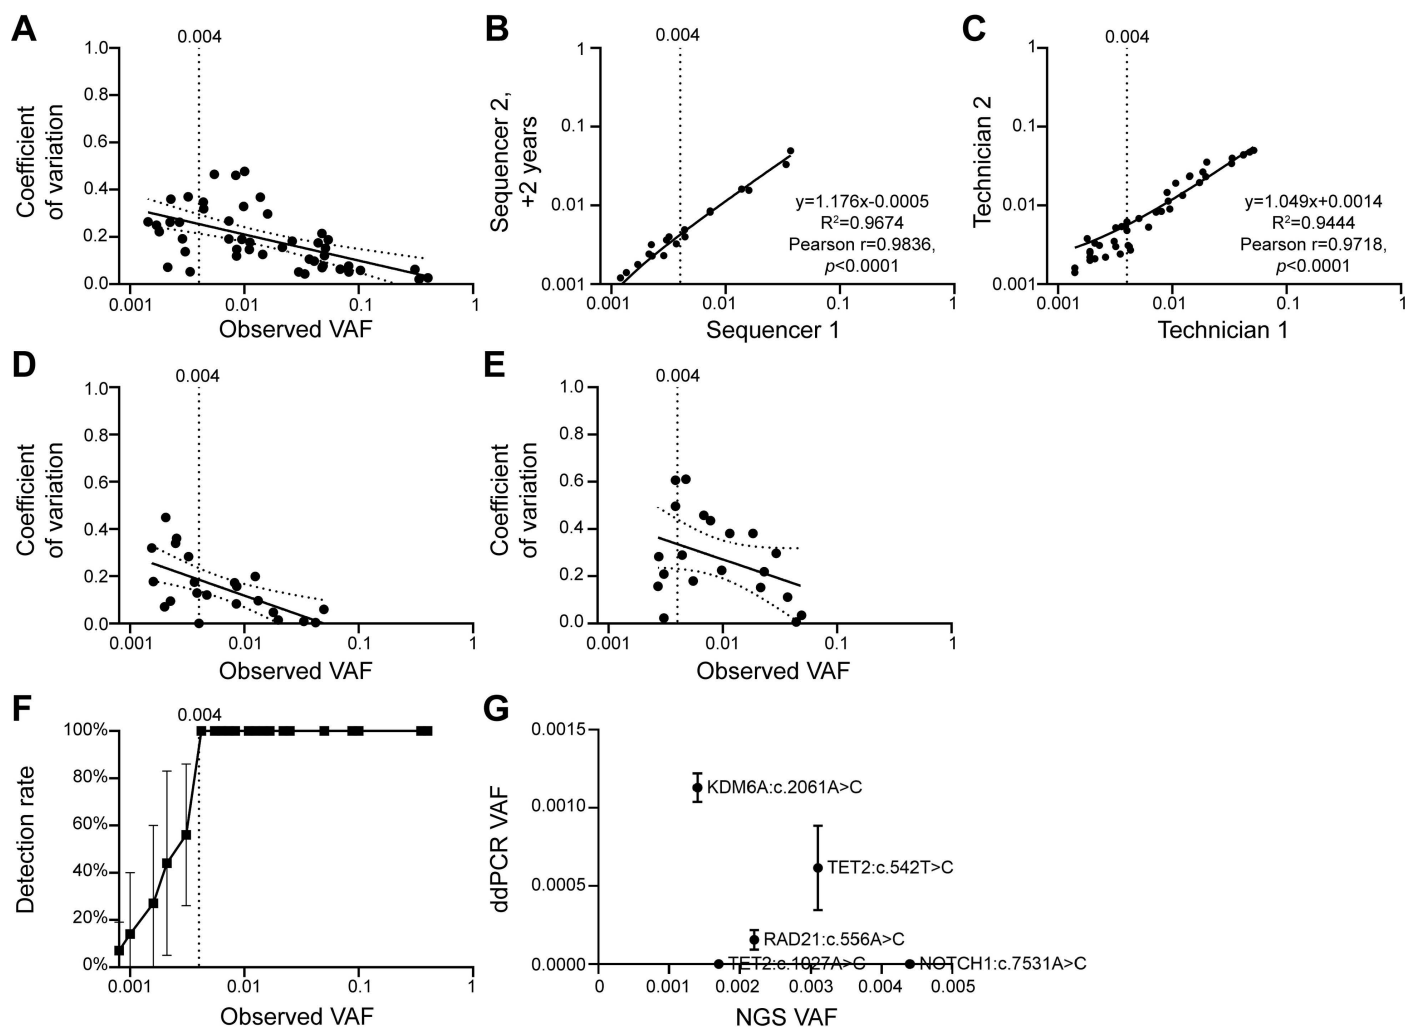 A
0.004
1.0
0.8
0.6
0.4
0.2
0.0
Coefficient
of variation
0.001
0.01
0.1
1
Observed VAF
B
0.004
1
0.1
0.01
0.001
Sequencer 2,
+2 years
y=1.176x-0.0005
R²=0.9674
Pearson r=0.9836,
p<0.0001
0.001
0.01
0.1
1
Sequencer 1
C
0.004
1
0.1
0.01
0.001
Technician 2
y=1.049x+0.0014
R²=0.9444
Pearson r=0.9718,
p<0.0001
0.001
0.01
0.1
1
Technician 1
D
0.004
1.0
0.8
0.6
0.4
0.2
0.0
Coefficient
of variation
0.001
0.01
0.1
1
Observed VAF
E
0.004
1.0
0.8
0.6
0.4
0.2
0.0
Coefficient
of variation
0.001
0.01
0.1
1
Observed VAF
F
0.004
100%
80%
60%
40%
20%
0%
Detection rate
0.001
0.01
0.1
1
Observed VAF
G
0.0015
0.0010
0.0005
0.0000
ddPCR VAF
KDM6A:c.2061A>C
TET2:c.542T>C
RAD21:c.556A>C
TET2:c.1027A>C
NOTCH1:c.7531A>C
0
0.001
0.002
0.003
0.004
0.005
NGS VAF